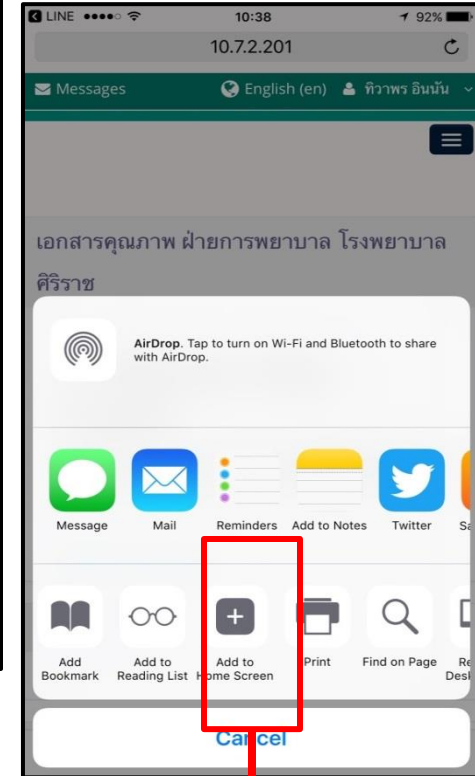 LINE 10:38 92%
10.7.2.201
Messages English (en) ทิวาพร อินนัน
เอกสารคุณภาพ ฝ่ายการพยาบาล โรงพยาบาล
ศิริราช
AirDrop. Tap to turn on Wi-Fi and Bluetooth to share
with AirDrop.
Message Mail Reminders Add to Notes Twitter
Add Bookmark
Add to Reading List
Add to Home Screen
Print
Find on Page
Cancel